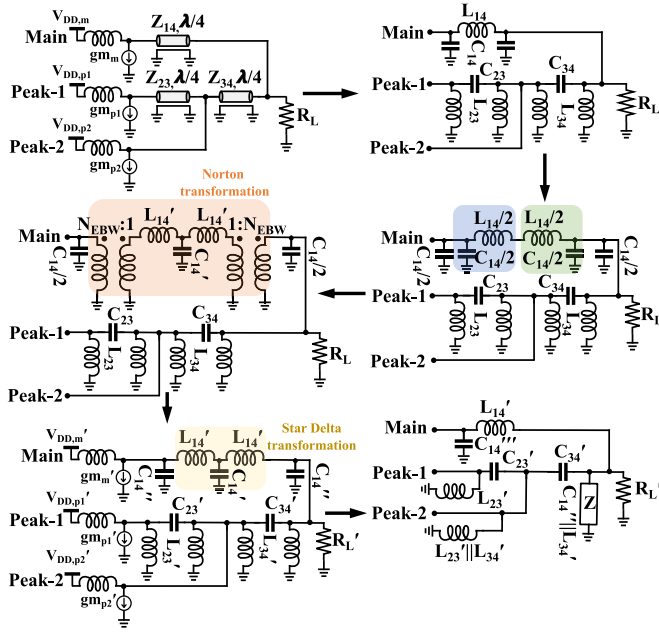 V_DD,m
Main
gm_m
Z_14,λ/4
V_DD,p1
Peak-1
gm_p1
Z_23,λ/4
Z_34,λ/4
V_DD,p2
Peak-2
gm_p2
R_L
L_14
Main
C_14
Peak-1
C_23
C_34
L_23
L_34
R_L
Peak-2
Norton
transformation
N_EBW:1
L_14′
L_14′
1:N_EBW
Main
C_14/2
C_14′
C_14/2
Peak-1
C_23
C_34
L_23
L_34
R_L
Peak-2
L_14/2
L_14/2
Main
C_14/2
C_14/2
C_14/2
C_14/2
Peak-1
C_23
C_34
L_23
L_34
R_L
Peak-2
Star Delta
transformation
V_DD,m′
Main
gm_m′
L_14′
L_14′
C_14″
C_14′
C_14″
V_DD,p1′
Peak-1
gm_p1′
C_23′
C_34′
L_23′
L_34′
R_L′
V_DD,p2′
Peak-2
gm_p2′
L_14′
Main
C_14‴
C_23′
C_34′
Peak-1
L_23′
Peak-2
L_23′||L_34′
Z
C_14‴||L_34′
R_L′